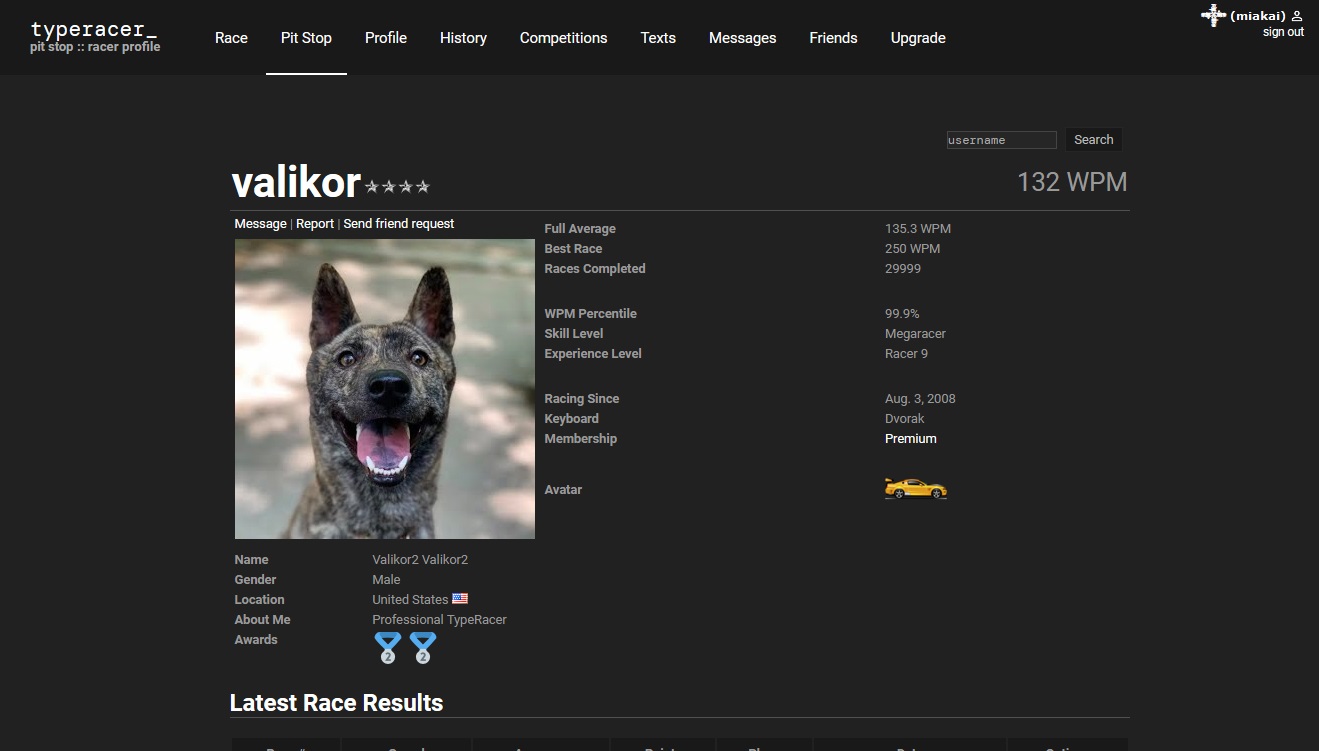 typeracer_
pit stop :: racer profile
Race Pit Stop Profile History Competitions Texts Messages Friends Upgrade
(miakai)
sign out
username Search
valikor 132 WPM
Message | Report | Send friend request
Full Average 135.3 WPM
Best Race 250 WPM
Races Completed 29999
WPM Percentile 99.9%
Skill Level Megaracer
Experience Level Racer 9
Racing Since Aug. 3, 2008
Keyboard Dvorak
Membership Premium
Avatar
Name Valikor2 Valikor2
Gender Male
Location United States
About Me Professional TypeRacer
Awards 2 2
Latest Race Results